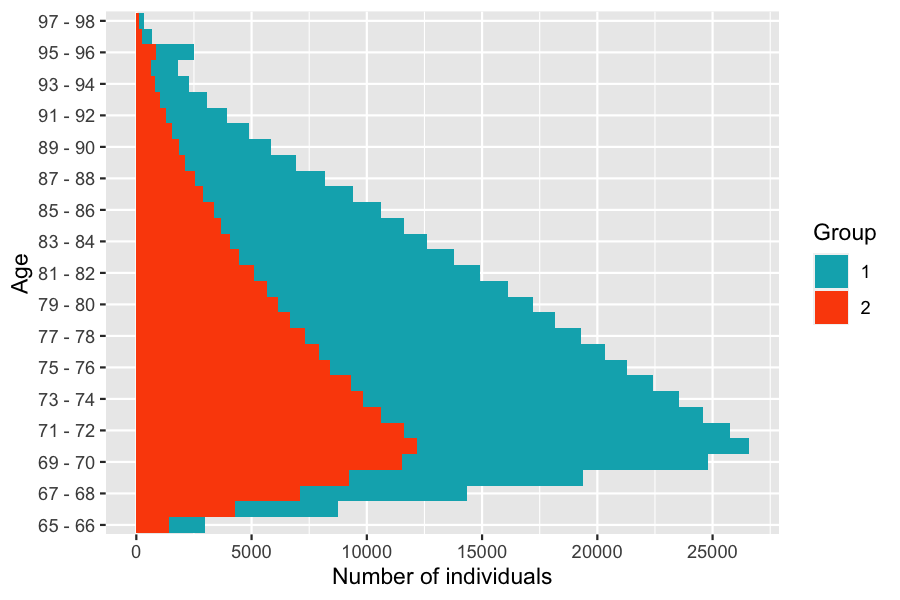 97 - 98
95 - 96
93 - 94
91 - 92
89 - 90
87 - 88
85 - 86
83 - 84
81 - 82
79 - 80
77 - 78
75 - 76
73 - 74
71 - 72
69 - 70
67 - 68
65 - 66
Age
0 5000 10000 15000 20000 25000
Number of individuals
Group
1
2